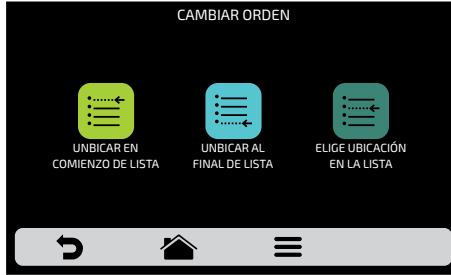 CAMBIAR ORDEN
UNBICAR EN
COMIENZO DE LISTA
UNBICAR AL
FINAL DE LISTA
ELIGE UBICACIÓN
EN LA LISTA